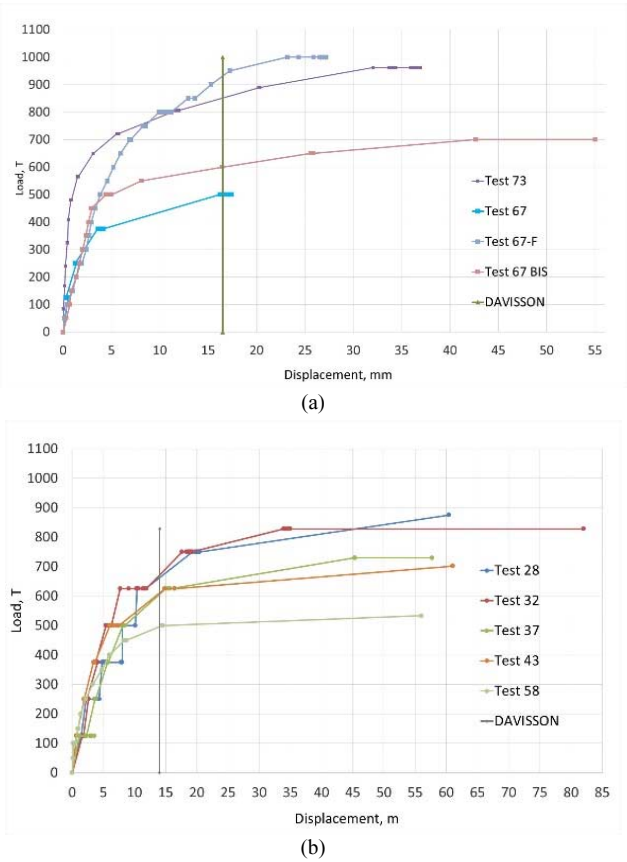 (a)
1100
1000
900
800
700
600
500
400
300
200
100
0
Load, T
0 5 10 15 20 25 30 35 40 45 50 55
Displacement, mm
Test 73
Test 67
Test 67-F
Test 67 BIS
DAVISSON
(a)
1100
1000
900
800
700
600
500
400
300
200
100
0
Load, T
0 5 10 15 20 25 30 35 40 45 50 55 60 65 70 75 80 85
Displacement, m
Test 28
Test 32
Test 37
Test 43
Test 58
DAVISSON
(b)